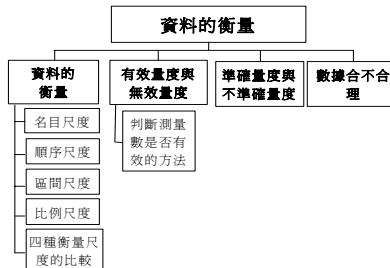 資料的衡量
資料的
衡量
名目尺度
順序尺度
區間尺度
比例尺度
四種衡量尺
度的比較
有效量度與
無效量度
判斷測量
數是否有
效的方法
準確量度與
不準確量度
數據合不合
理